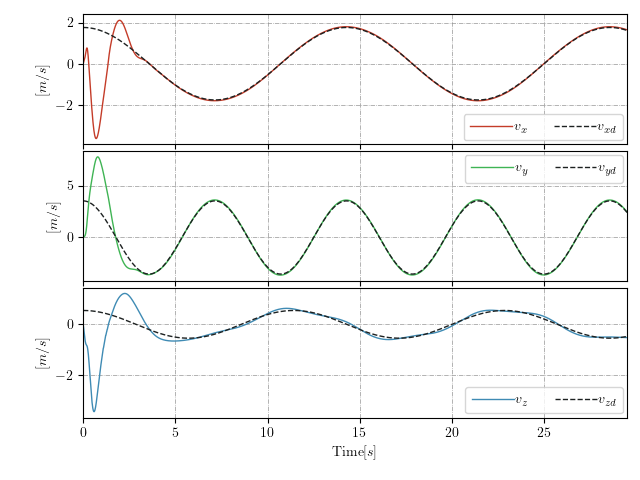 2
0
−2
[m/s]
v_x v_xd
5
0
[m/s]
v_y v_yd
0
−2
[m/s]
v_z v_zd
0 5 10 15 20 25
Time[s]